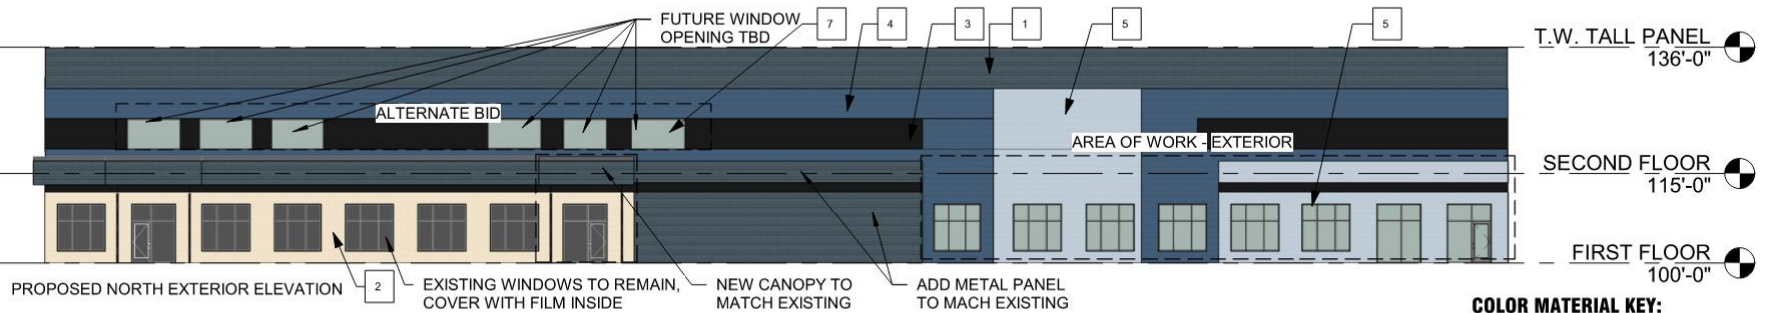 FUTURE WINDOW
OPENING TBD
7
4
3
1
5
5
T.W. TALL PANEL
136'-0"
ALTERNATE BID
AREA OF WORK - EXTERIOR
SECOND FLOOR
115'-0"
FIRST FLOOR
100'-0"
PROPOSED NORTH EXTERIOR ELEVATION
2
EXISTING WINDOWS TO REMAIN,
COVER WITH FILM INSIDE
NEW CANOPY TO
MATCH EXISTING
ADD METAL PANEL
TO MACH EXISTING
COLOR MATERIAL KEY: